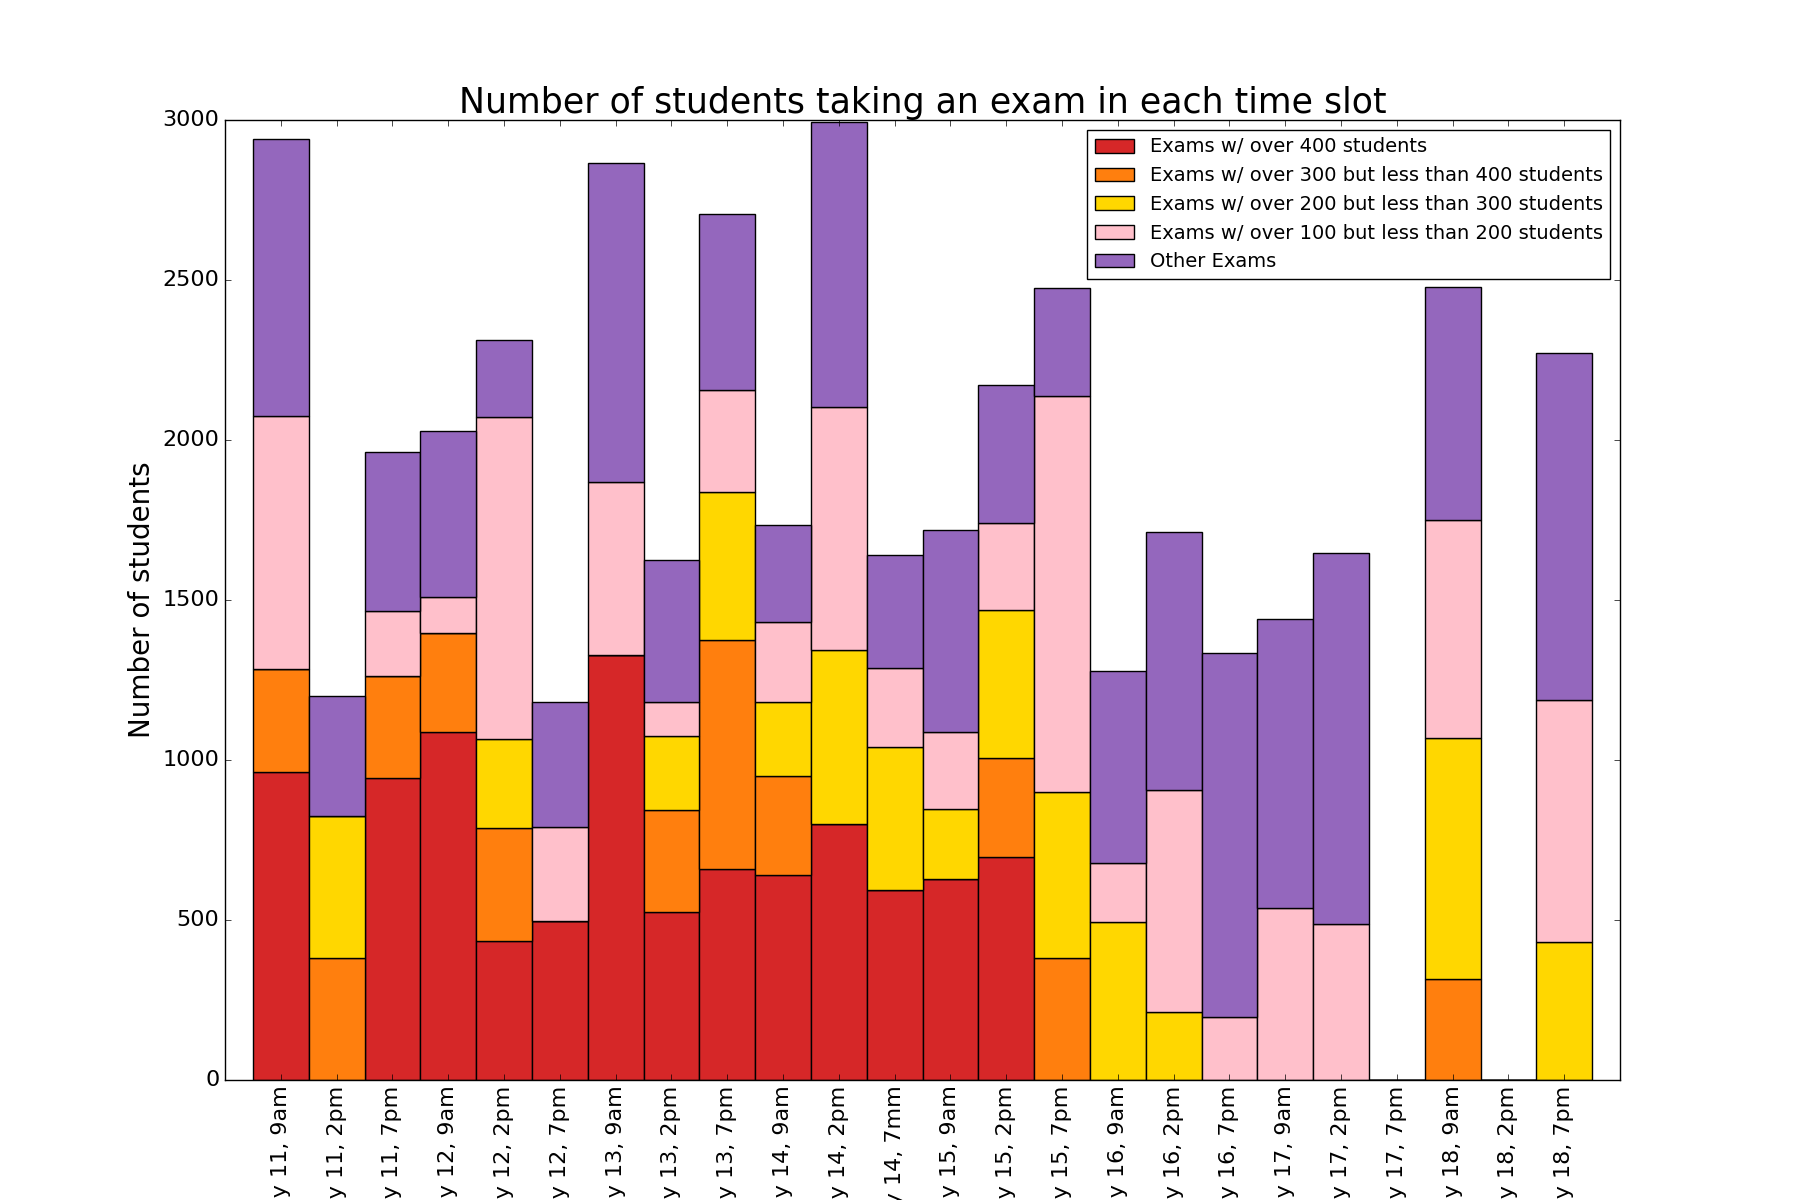 Number of students taking an exam in each time slot
3000
2500
2000
1500
1000
500
0
Number of students
Exams w/ over 400 students
Exams w/ over 300 but less than 400 students
Exams w/ over 200 but less than 300 students
Exams w/ over 100 but less than 200 students
Other Exams
y 11, 9am
y 11, 2pm
y 11, 7pm
y 12, 9am
y 12, 2pm
y 12, 7pm
y 13, 9am
y 13, 2pm
y 13, 7pm
y 14, 9am
y 14, 2pm
y 14, 7mm
y 15, 9am
y 15, 2pm
y 15, 7pm
y 16, 9am
y 16, 2pm
y 16, 7pm
y 17, 9am
y 17, 2pm
y 17, 7pm
y 18, 9am
y 18, 2pm
y 18, 7pm